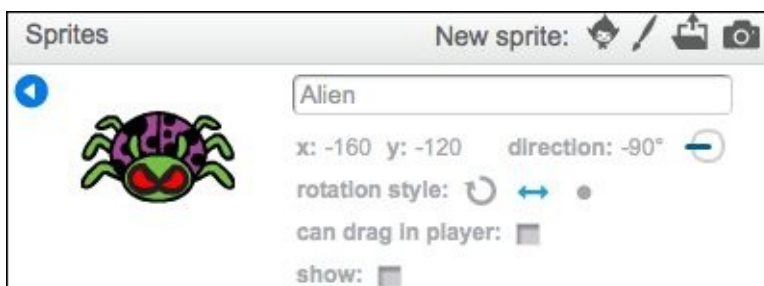 Sprites New sprite:
Alien
x: -160 y: -120 direction: -90°
rotation style:
can drag in player:
show: